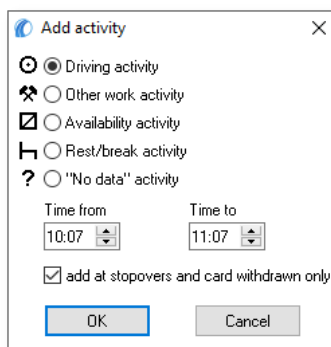 Add activity
Driving activity
Other work activity
Availability activity
Rest/break activity
? "No data" activity
Time from Time to
10:07 11:07
add at stopovers and card withdrawn only
OK Cancel